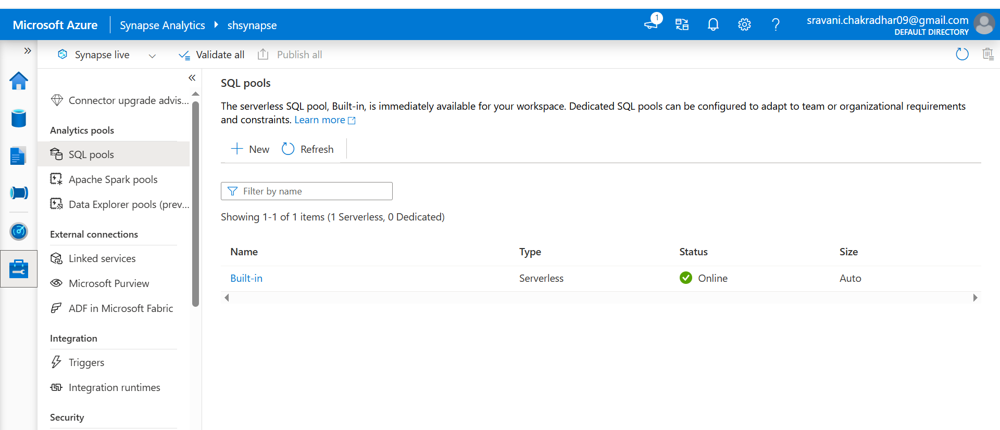 Microsoft Azure
Synapse Analytics
shsynapse
1
sravani.chakradhar09@gmail.com
DEFAULT DIRECTORY
Synapse live
Validate all
Publish all
Connector upgrade advis...
Analytics pools
SQL pools
Apache Spark pools
Data Explorer pools (prev...
External connections
Linked services
Microsoft Purview
ADF in Microsoft Fabric
Integration
Triggers
Integration runtimes
Security
SQL pools
The serverless SQL pool, Built-in, is immediately available for your workspace. Dedicated SQL pools can be configured to adapt to team or organizational requirements
and constraints. Learn more
New
Refresh
Filter by name
Showing 1-1 of 1 items (1 Serverless, 0 Dedicated)
Name Type Status Size
Built-in Serverless Online Auto